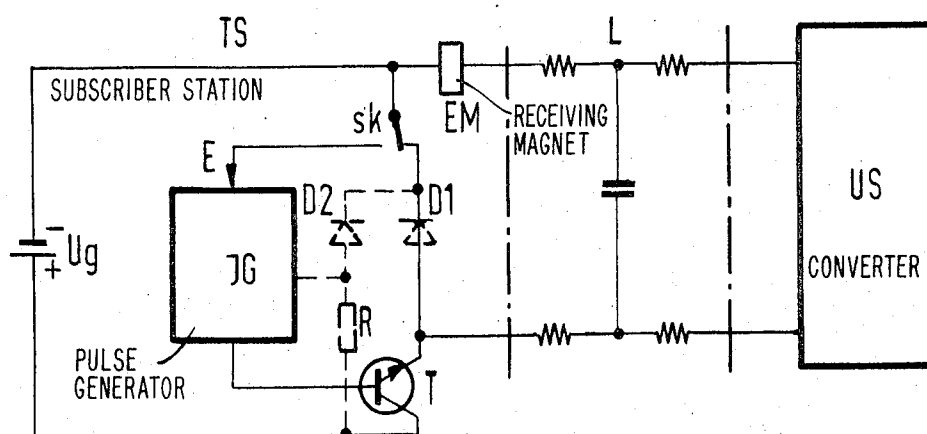 TS
L
SUBSCRIBER STATION
sk
EM
RECEIVING
MAGNET
E
D2
D1
US
-
Ug
+
JG
CONVERTER
R
PULSE
GENERATOR
T